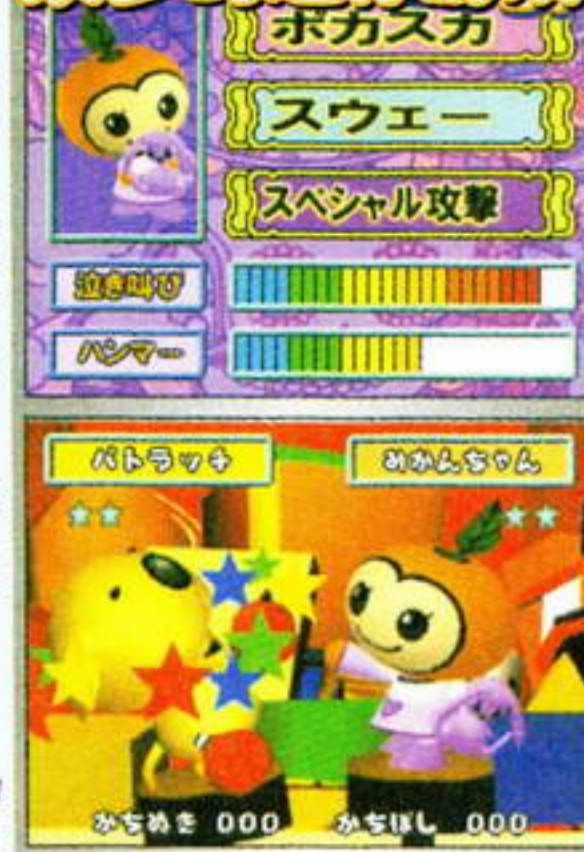 ポカスカ
スウェー
スペシャル攻撃
泣き叫び
ハンマー
パトラッチ
みかんちゃん
かちぬき 000 かちぼし 000